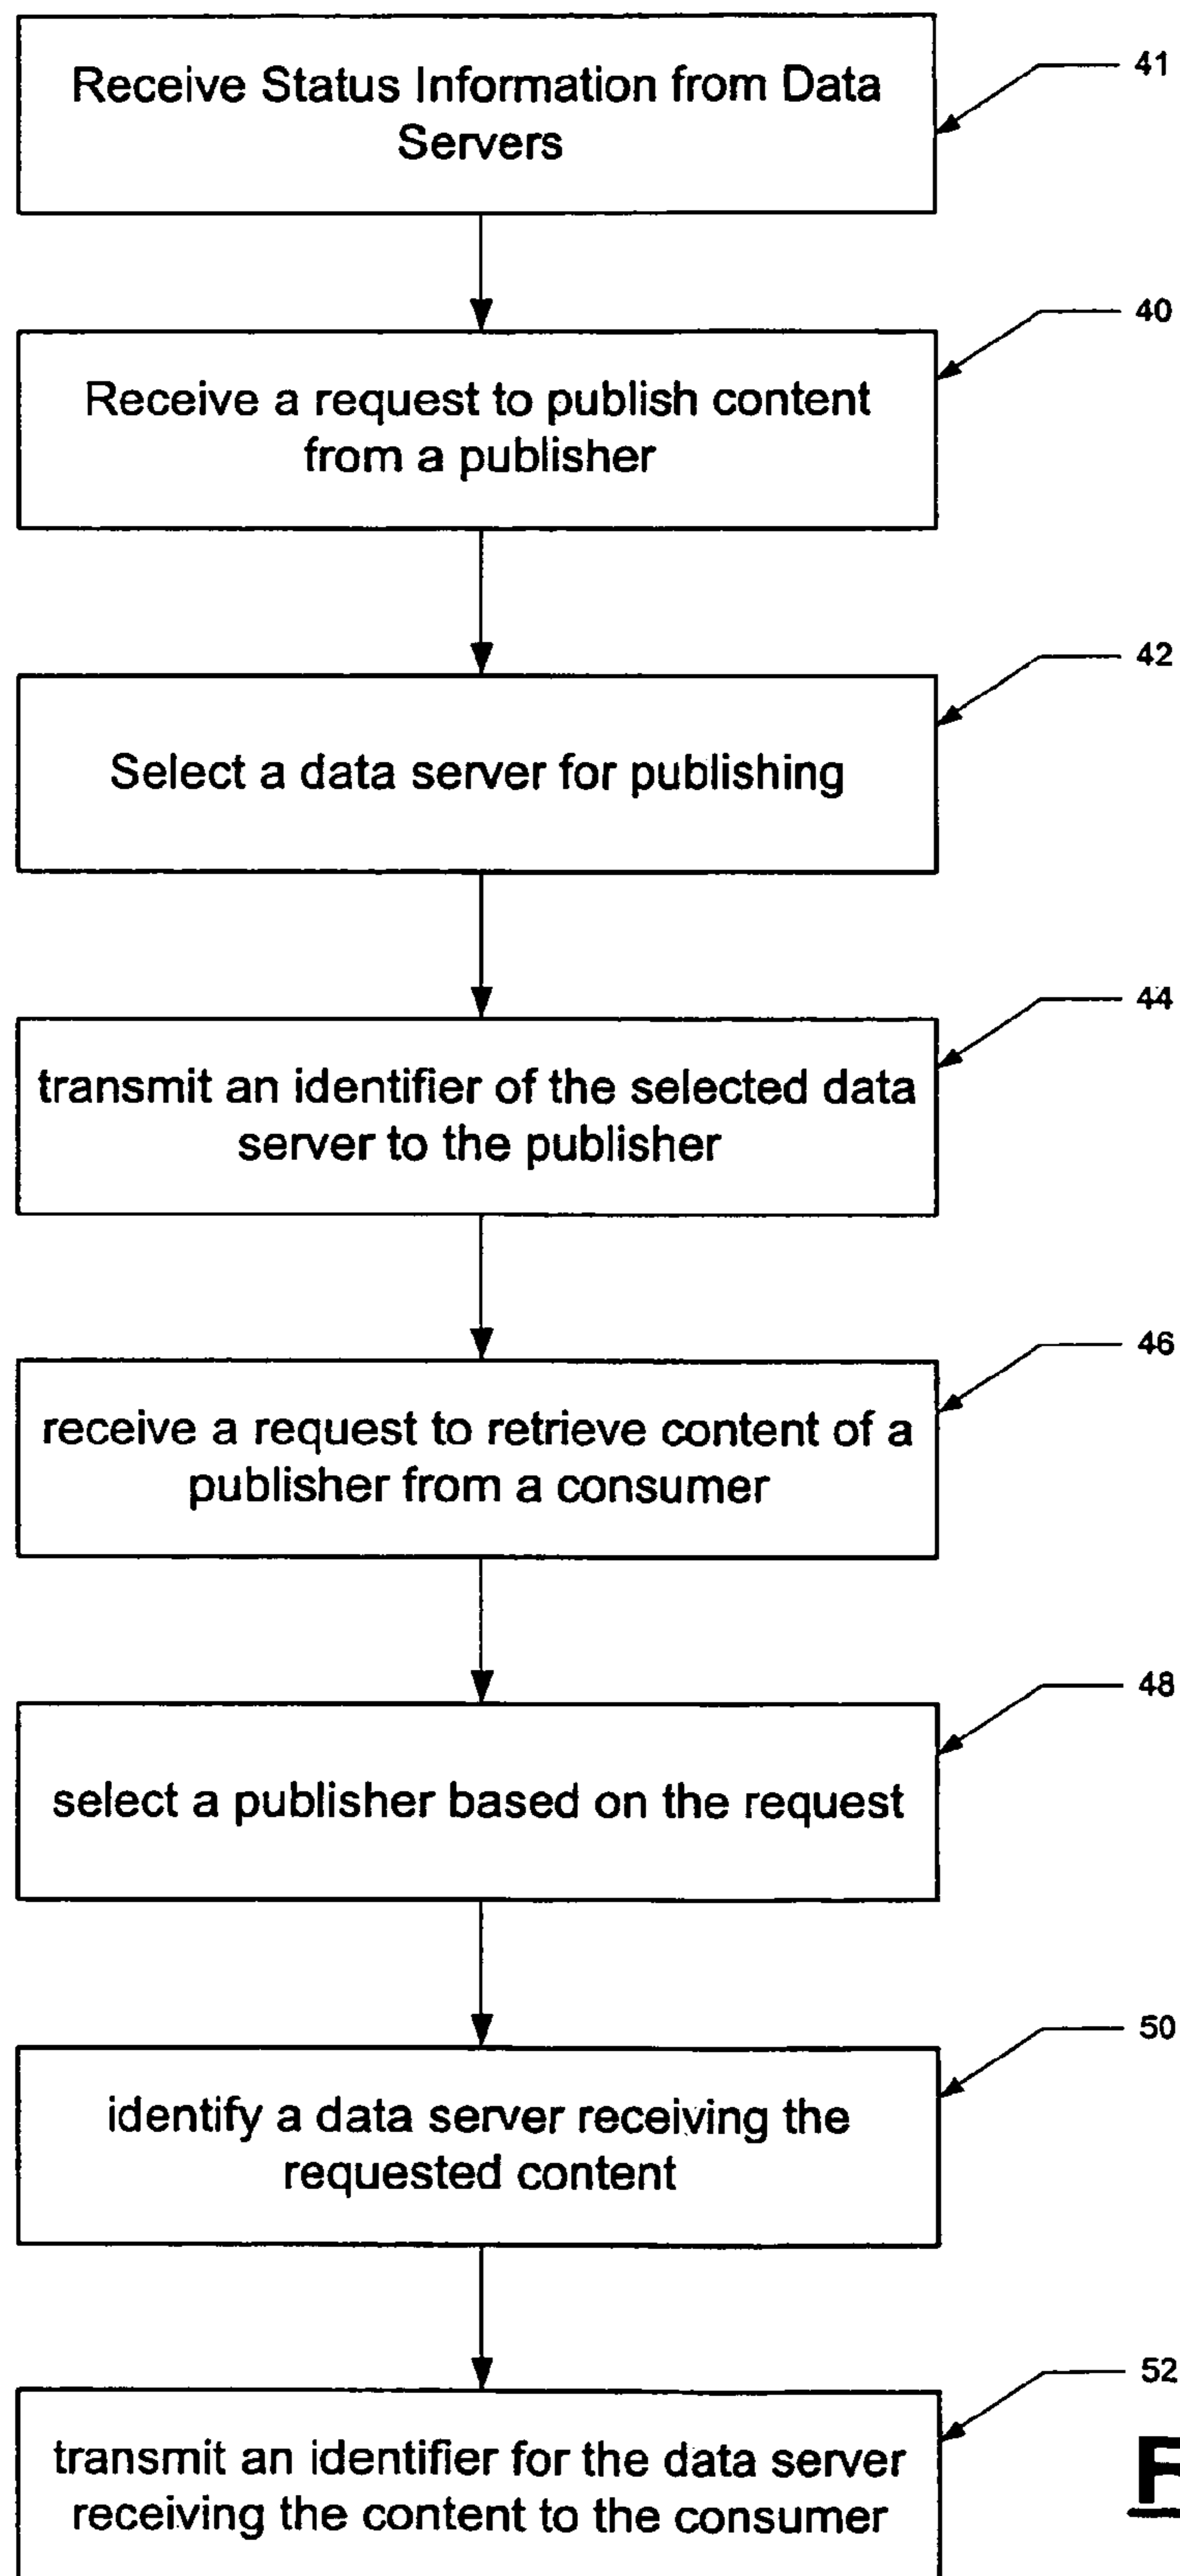 Receive Status Information from Data
Servers
41
Receive a request to publish content
from a publisher
40
Select a data server for publishing
42
transmit an identifier of the selected data
server to the publisher
44
receive a request to retrieve content of a
publisher from a consumer
46
select a publisher based on the request
48
identify a data server receiving the
requested content
50
transmit an identifier for the data server
receiving the content to the consumer
52